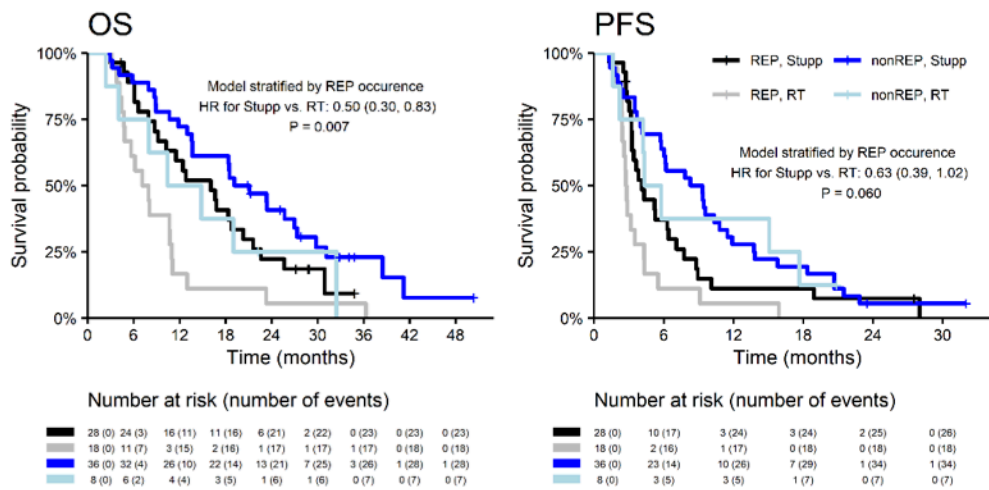 OS
100%
75%
50%
25%
0%
Survival probability
Model stratified by REP occurence
HR for Stupp vs. RT: 0.50 (0.30, 0.83)
P = 0.007
0 6 12 18 24 30 36 42 48
Time (months)
Number at risk (number of events)
28 (0) 24 (3) 16 (11) 11 (16) 6 (21) 2 (22) 0 (23) 0 (23) 0 (23)
18 (0) 11 (7) 3 (15) 2 (16) 1 (17) 1 (17) 1 (17) 0 (18) 0 (18)
36 (0) 32 (4) 26 (10) 22 (14) 13 (21) 7 (25) 3 (26) 1 (28) 1 (28)
8 (0) 6 (2) 4 (4) 3 (5) 1 (6) 1 (6) 0 (7) 0 (7) 0 (7)
PFS
REP, Stupp
nonREP, Stupp
REP, RT
nonREP, RT
100%
75%
50%
25%
0%
Survival probability
Model stratified by REP occurence
HR for Stupp vs. RT: 0.63 (0.39, 1.02)
P = 0.060
0 6 12 18 24 30
Time (months)
Number at risk (number of events)
28 (0) 10 (17) 3 (24) 3 (24) 2 (25) 0 (26)
18 (0) 2 (16) 1 (17) 0 (18) 0 (18) 0 (18)
36 (0) 23 (14) 10 (26) 7 (29) 1 (34) 1 (34)
8 (0) 3 (5) 3 (5) 1 (7) 0 (7) 0 (7)